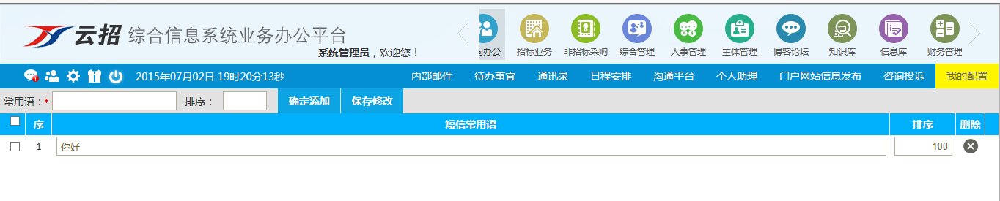 云招 综合信息系统业务办公平台
系统管理员，欢迎您！
办公 招标业务 非招标采购 综合管理 人事管理 主体管理 博客论坛 知识库 信息库 财务管理
2015年07月02日 19时20分13秒 内部邮件 待办事宜 通讯录 日程安排 沟通平台 个人助理 门户网站信息发布 咨询投诉 我的配置
常用语：* 排序： 确定添加 保存修改
序 短信常用语 排序 删除
1 你好 100